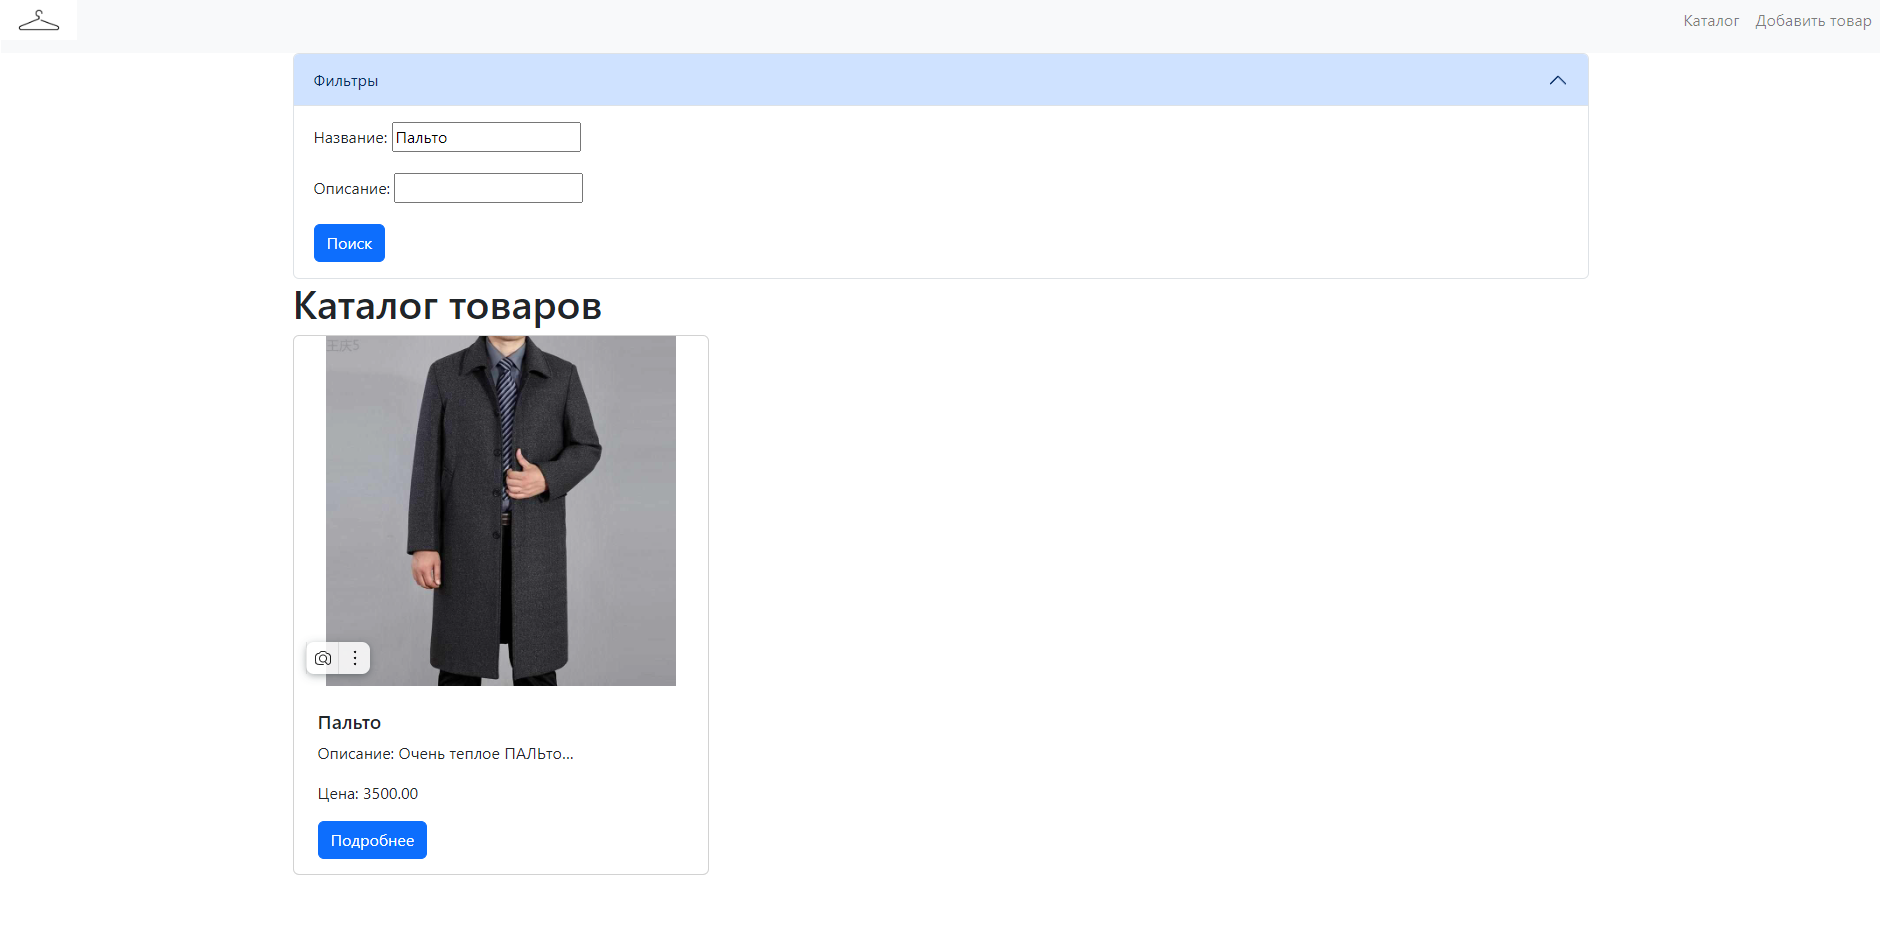 Каталог Добавить товар
Фильтры
Название: Пальто
Описание:
Поиск
Каталог товаров
王庆5
Пальто
Описание: Очень теплое ПАЛЬто...
Цена: 3500.00
Подробнее